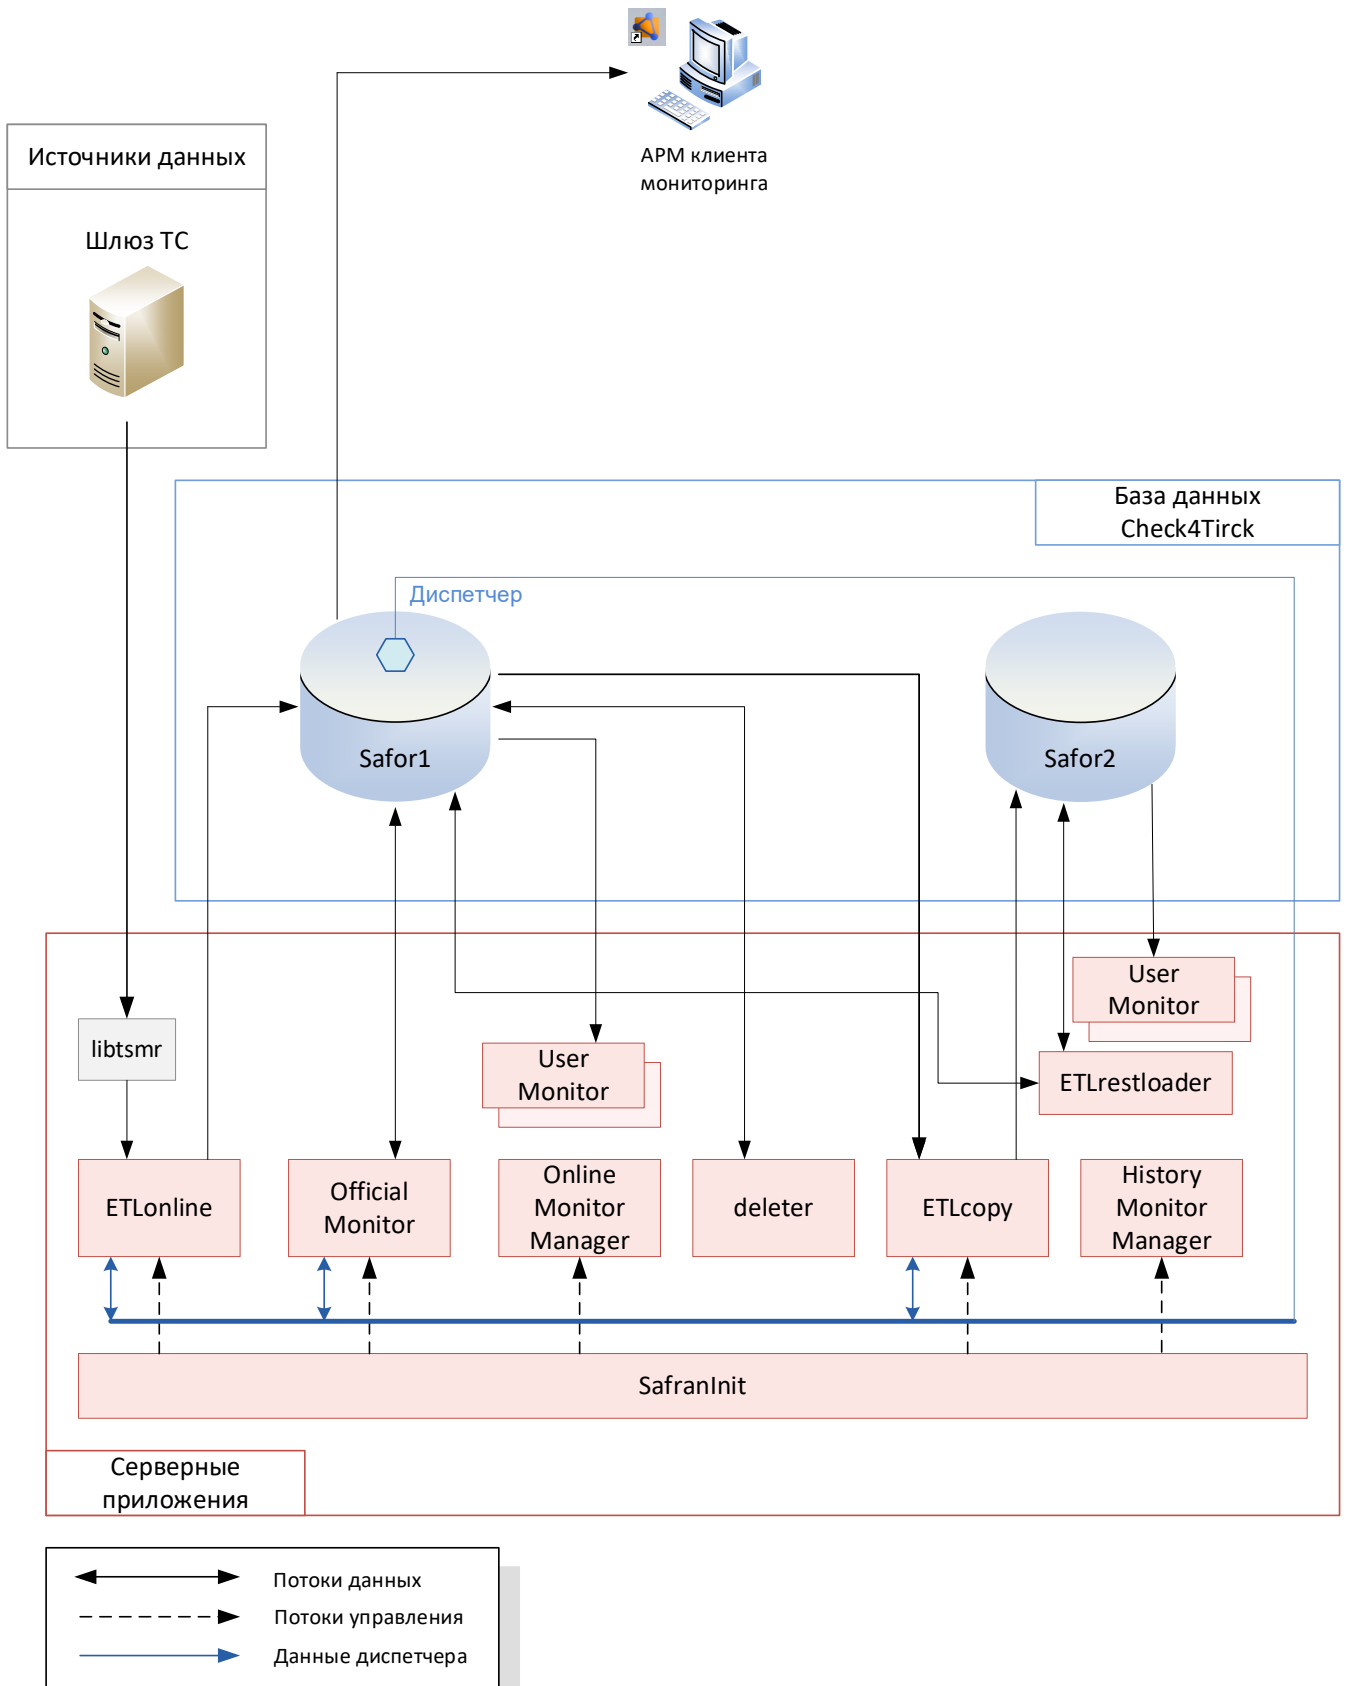 АРМ клиента
мониторинга
Источники данных
Шлюз ТС
База данных
Check4Tirck
Диспетчер
Safor1
Safor2
User
Monitor
libtsmr
User
Monitor
ETLrestloader
ETLonline
Official
Monitor
Online
Monitor
Manager
deleter
ETLcopy
History
Monitor
Manager
SafranInit
Серверные
приложения
Потоки данных
Потоки управления
Данные диспетчера